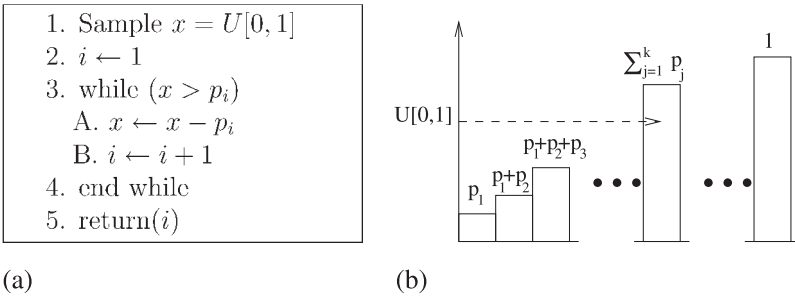 1. Sample x = U[0, 1]
2. i ← 1
3. while (x > p_i)
A. x ← x − p_i
B. i ← i + 1
4. end while
5. return(i)
(a)
U[0,1]
p_1
p_1+p_2
p_1+p_2+p_3
∑_{j=1}^{k} p_j
1
(b)